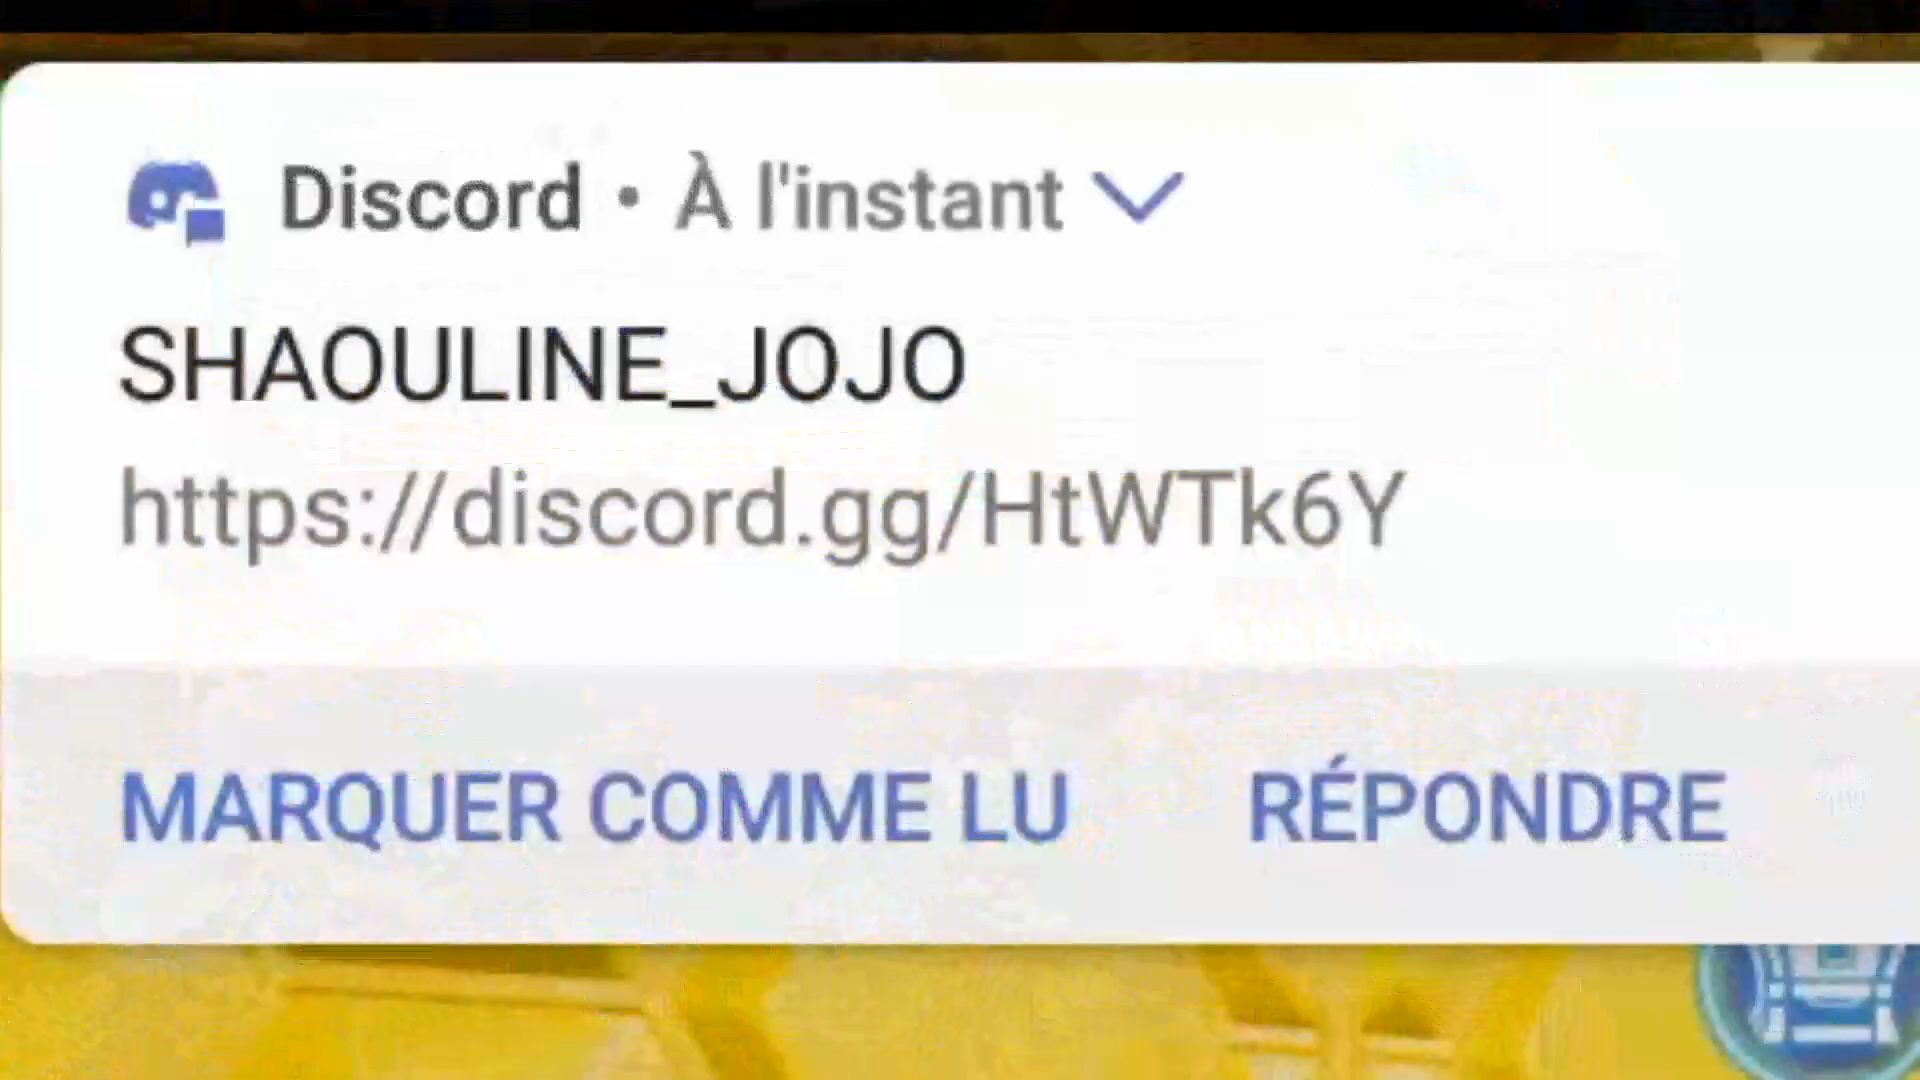 Discord • À l'instant
SHAOULINE_JOJO
https://discord.gg/HtWTk6Y
MARQUER COMME LU RÉPONDRE